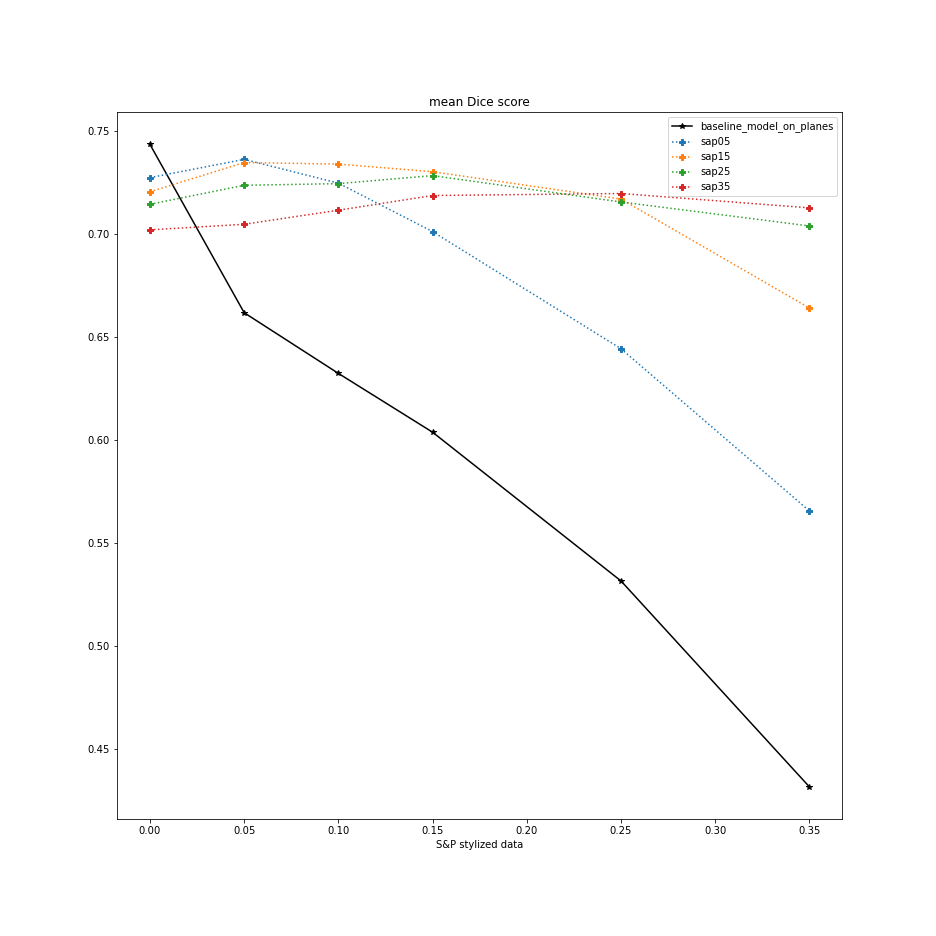 mean Dice score
baseline_model_on_planes
sap05
sap15
sap25
sap35
0.75
0.70
0.65
0.60
0.55
0.50
0.45
0.00 0.05 0.10 0.15 0.20 0.25 0.30 0.35
S&P stylized data